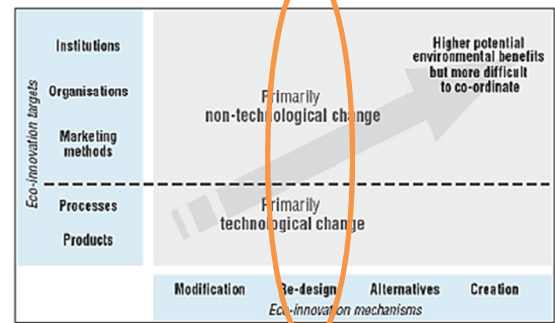 Institutions
Organisations
Marketing
methods
Processes
Products
Eco-innovation targets
Higher potential
environmental benefits
but more difficult
to co-ordinate
Primarily
non-technological change
Primarily
technological change
Modification Re-design Alternatives Creation
Eco-innovation mechanisms